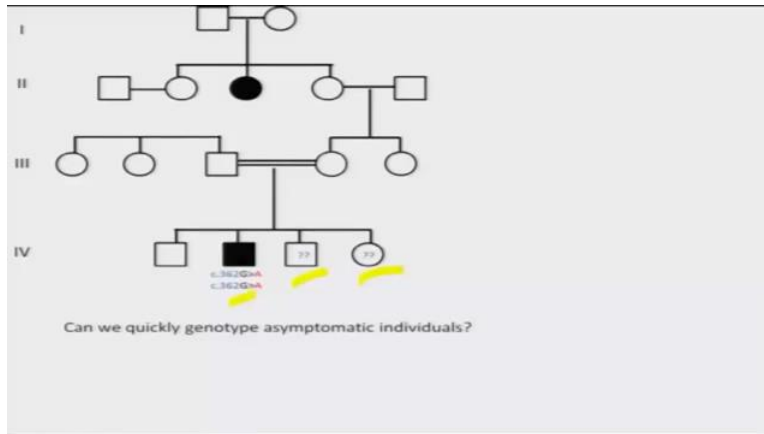 I
II
III
IV
??
??
c.362G>A
c.362G>A
Can we quickly genotype asymptomatic individuals?